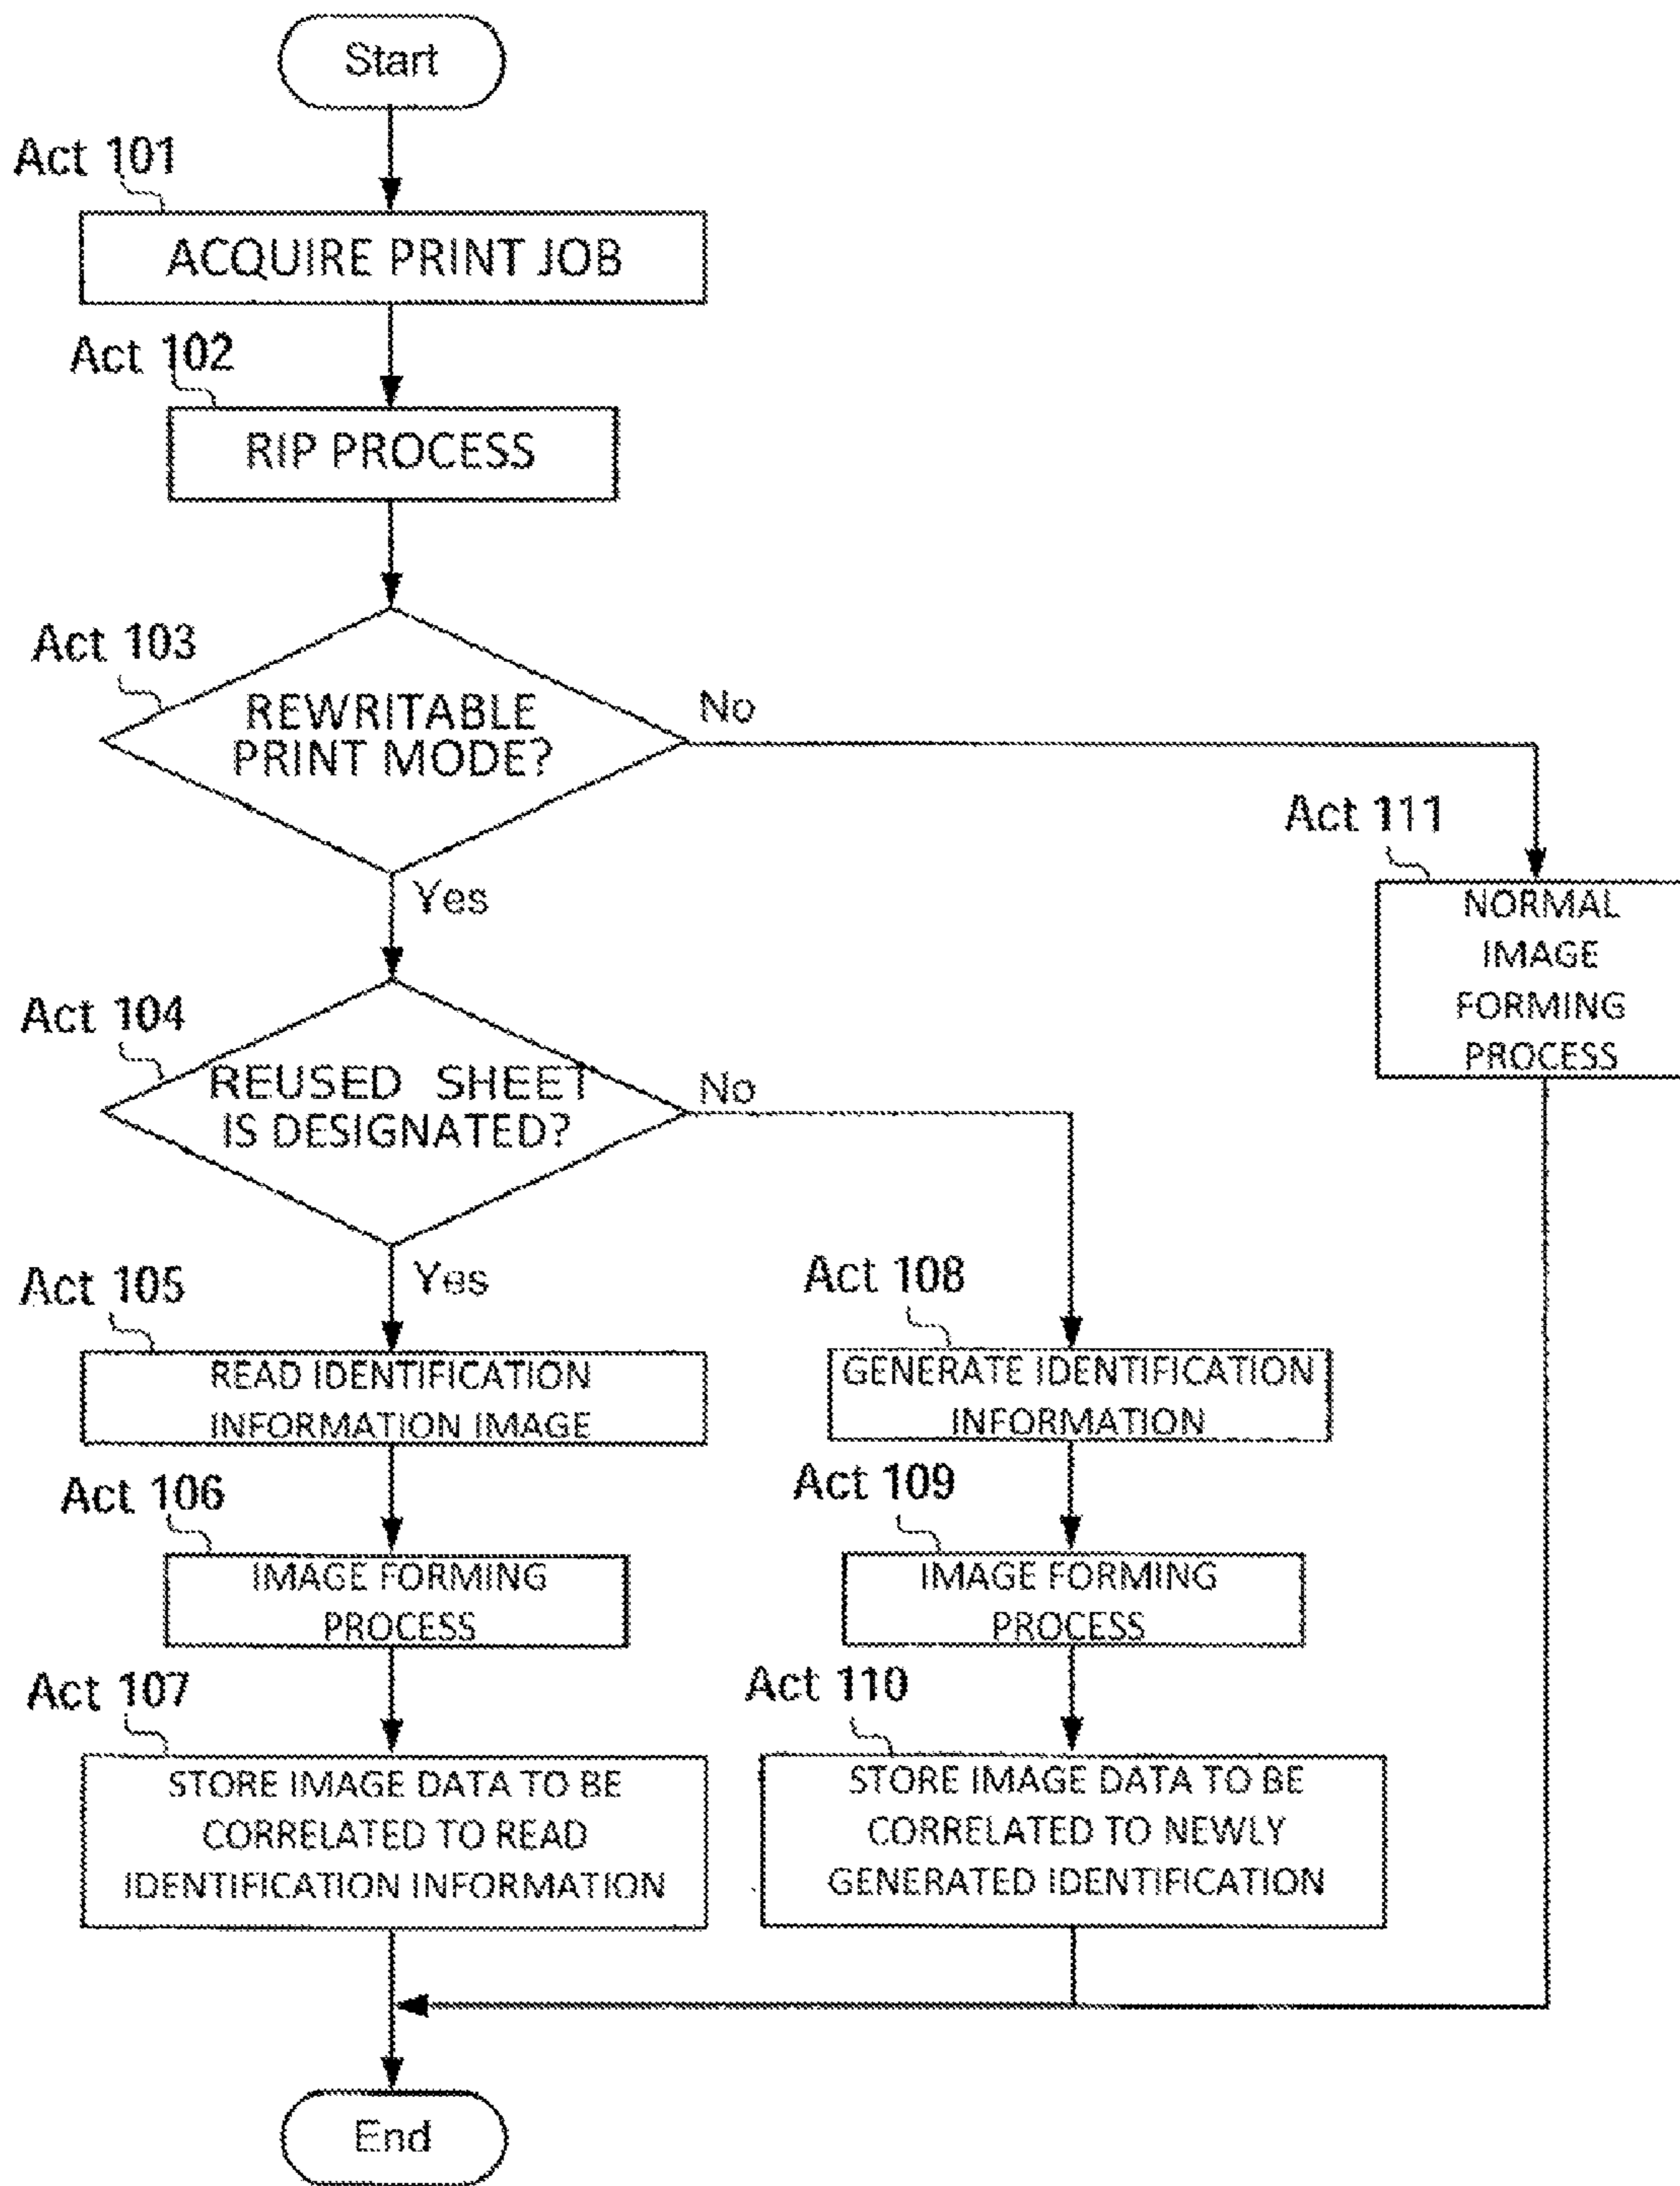 Start
Act 101
ACQUIRE PRINT JOB
Act 102
RIP PROCESS
Act 103
REWRITABLE
PRINT MODE?
No
Yes
Act 111
NORMAL
IMAGE
FORMING
PROCESS
Act 104
REUSED SHEET
IS DESIGNATED?
No
Yes
Act 105
READ IDENTIFICATION
INFORMATION IMAGE
Act 106
IMAGE FORMING
PROCESS
Act 107
STORE IMAGE DATA TO BE
CORRELATED TO READ
IDENTIFICATION INFORMATION
Act 108
GENERATE IDENTIFICATION
INFORMATION
Act 109
IMAGE FORMING
PROCESS
Act 110
STORE IMAGE DATA TO BE
CORRELATED TO NEWLY
GENERATED IDENTIFICATION
End